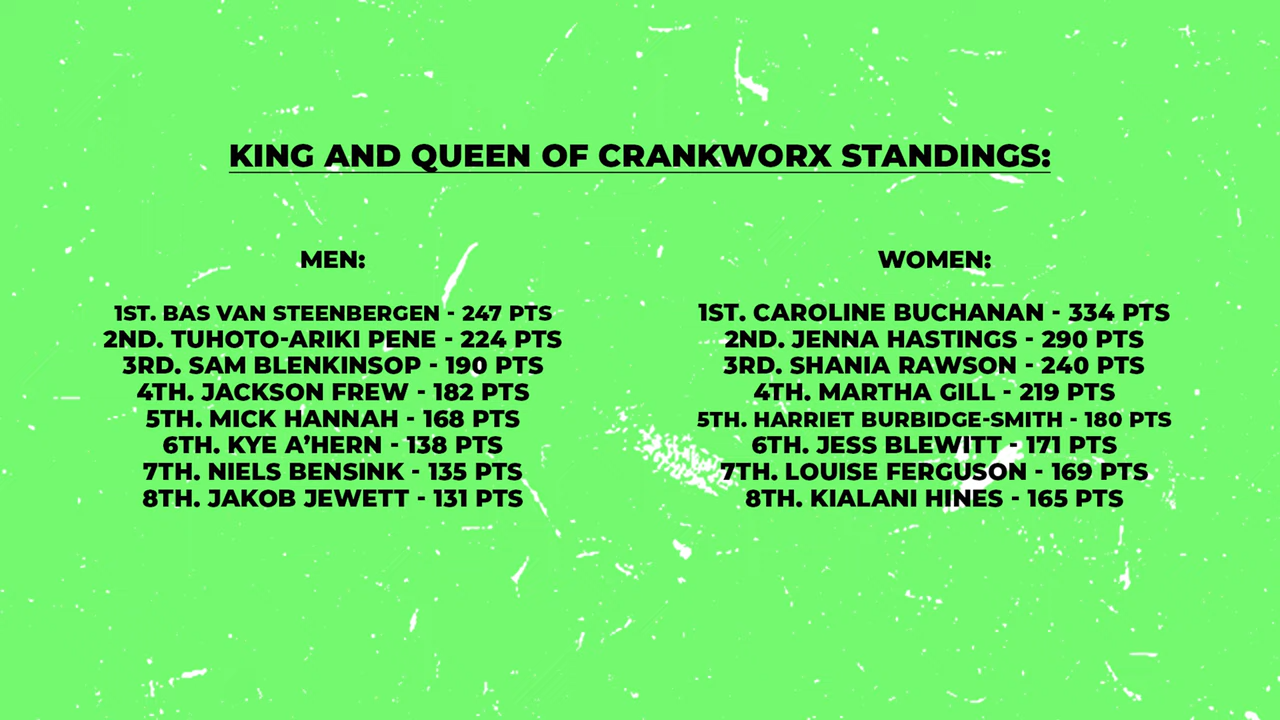 KING AND QUEEN OF CRANKWORX STANDINGS:
MEN:
1ST. BAS VAN STEENBERGEN - 247 PTS
2ND. TUHOTO-ARIKI PENE - 224 PTS
3RD. SAM BLENKINSOP - 190 PTS
4TH. JACKSON FREW - 182 PTS
5TH. MICK HANNAH - 168 PTS
6TH. KYE A’HERN - 138 PTS
7TH. NIELS BENSINK - 135 PTS
8TH. JAKOB JEWETT - 131 PTS
WOMEN:
1ST. CAROLINE BUCHANAN - 334 PTS
2ND. JENNA HASTINGS - 290 PTS
3RD. SHANIA RAWSON - 240 PTS
4TH. MARTHA GILL - 219 PTS
5TH. HARRIET BURBIDGE-SMITH - 180 PTS
6TH. JESS BLEWITT - 171 PTS
7TH. LOUISE FERGUSON - 169 PTS
8TH. KIALANI HINES - 165 PTS